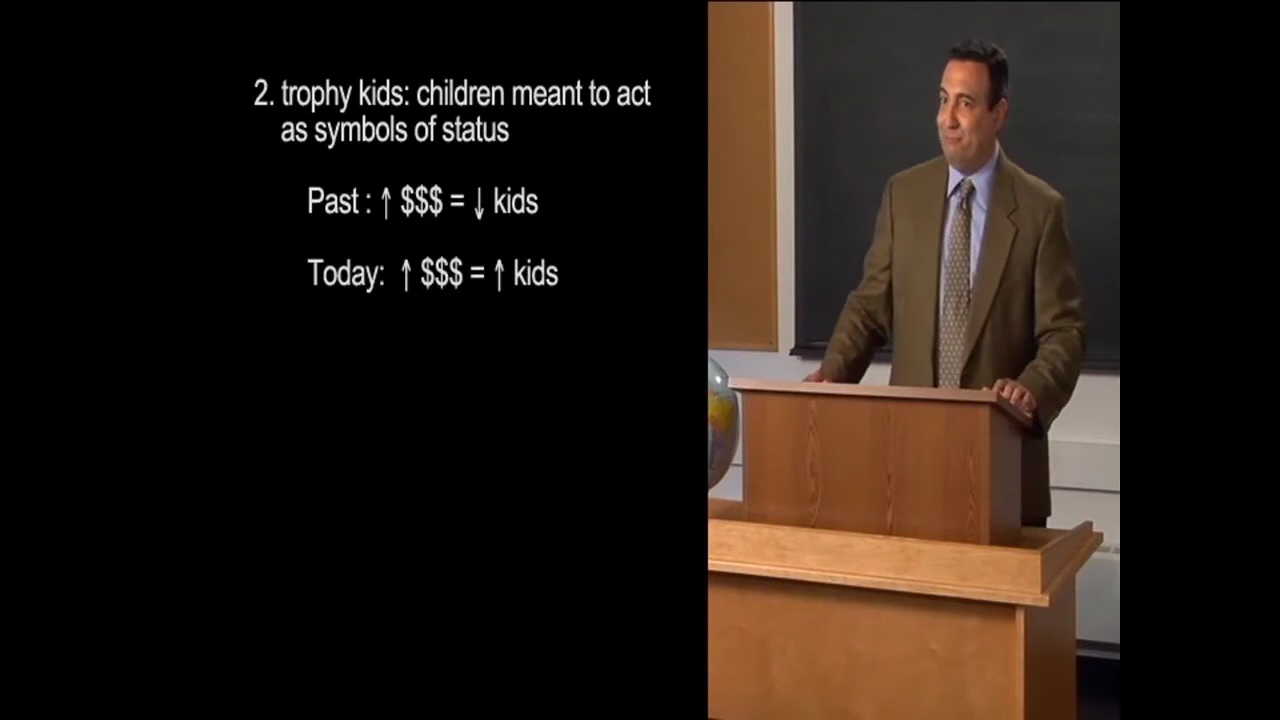 2. trophy kids: children meant to act
as symbols of status
Past : ↑ $$$ = ↓ kids
Today: ↑ $$$ = ↑ kids